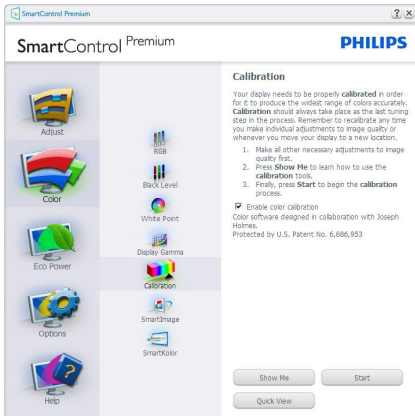 SmartControl Premium
? X
SmartControl Premium
PHILIPS
Adjust
Color
Eco Power
Options
Help
RGB
Black Level
White Point
Display Gamma
Calibration
SmartImage
SmartKolor
Calibration
Your display needs to be properly calibrated in order
for it to produce the widest range of colors accurately.
Calibration should always take place as the last tuning
step in the process. Remember to recalibrate any time
you make individual adjustments to image quality or
whenever you move your display to a new location.
1. Make all other necessary adjustments to image
quality first.
2. Press Show Me to learn how to use the
calibration tools.
3. Finally, press Start to begin the calibration
process.
Enable color calibration
Color software designed in collaboration with Joseph
Holmes.
Protected by U.S. Patent No. 6,686,953
Show Me
Start
Quick View